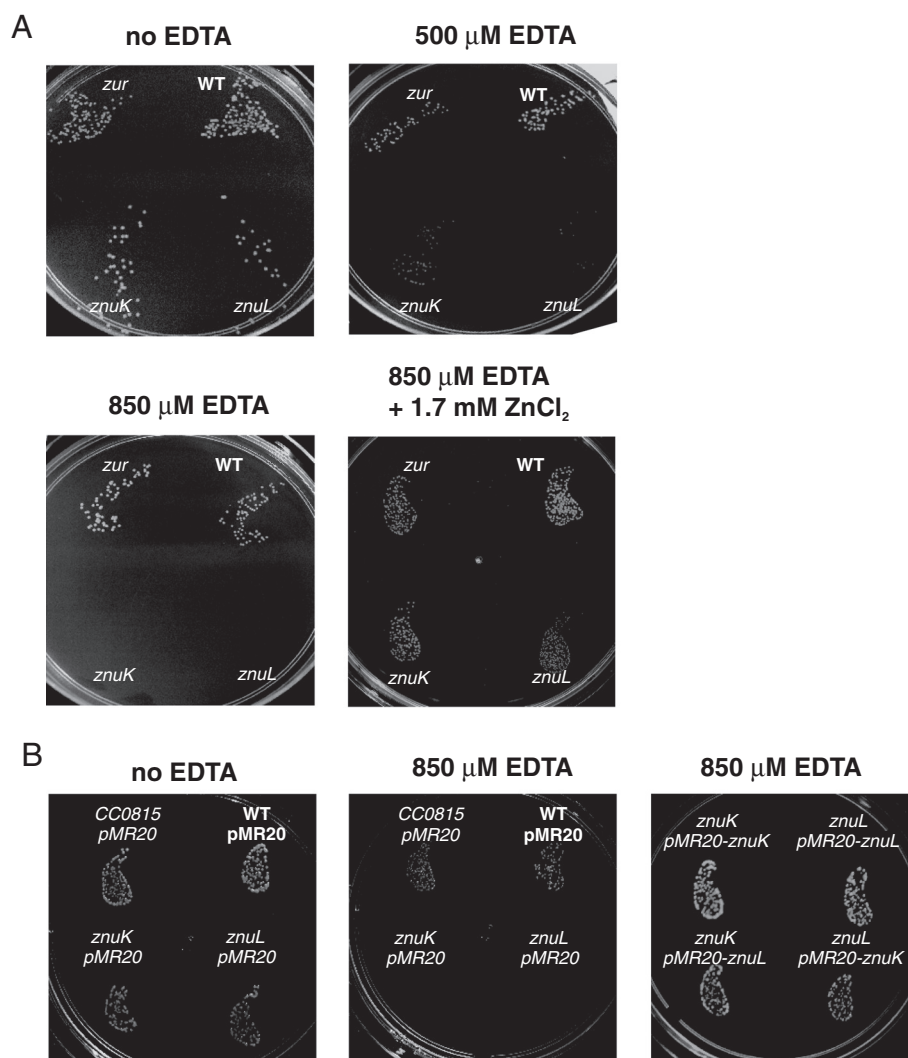 A
no EDTA
500 μM EDTA
zur
WT
znuK
znuL
zur
WT
znuK
znuL
850 μM EDTA
850 μM EDTA
+ 1.7 mM ZnCl₂
zur
WT
znuK
znuL
zur
WT
znuK
znuL
B
no EDTA
850 μM EDTA
850 μM EDTA
CC0815
pMR20
WT
pMR20
znuK
pMR20
znuL
pMR20
CC0815
pMR20
WT
pMR20
znuK
pMR20
znuL
pMR20
znuK
pMR20-znuK
znuL
pMR20-znuL
znuK
pMR20-znuL
znuL
pMR20-znuK